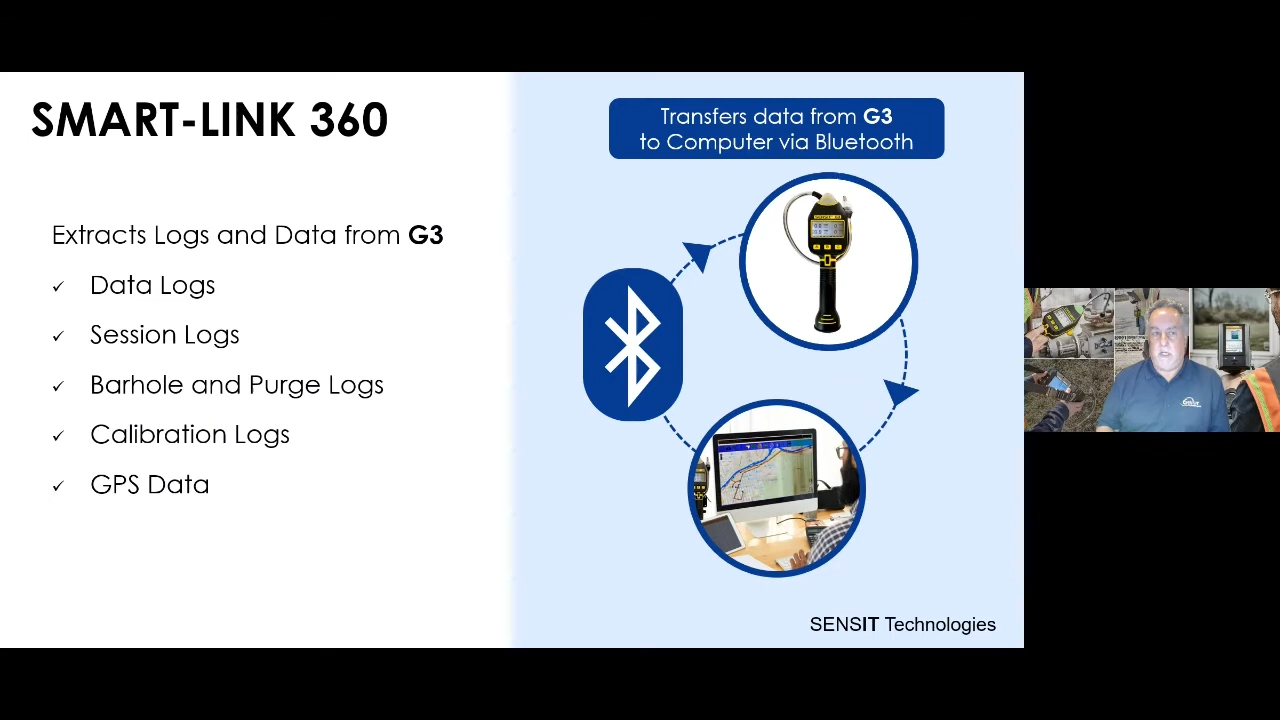 SMART-LINK 360
Extracts Logs and Data from G3
✓ Data Logs
✓ Session Logs
✓ Barhole and Purge Logs
✓ Calibration Logs
✓ GPS Data
Transfers data from G3
to Computer via Bluetooth
SENSIT Technologies